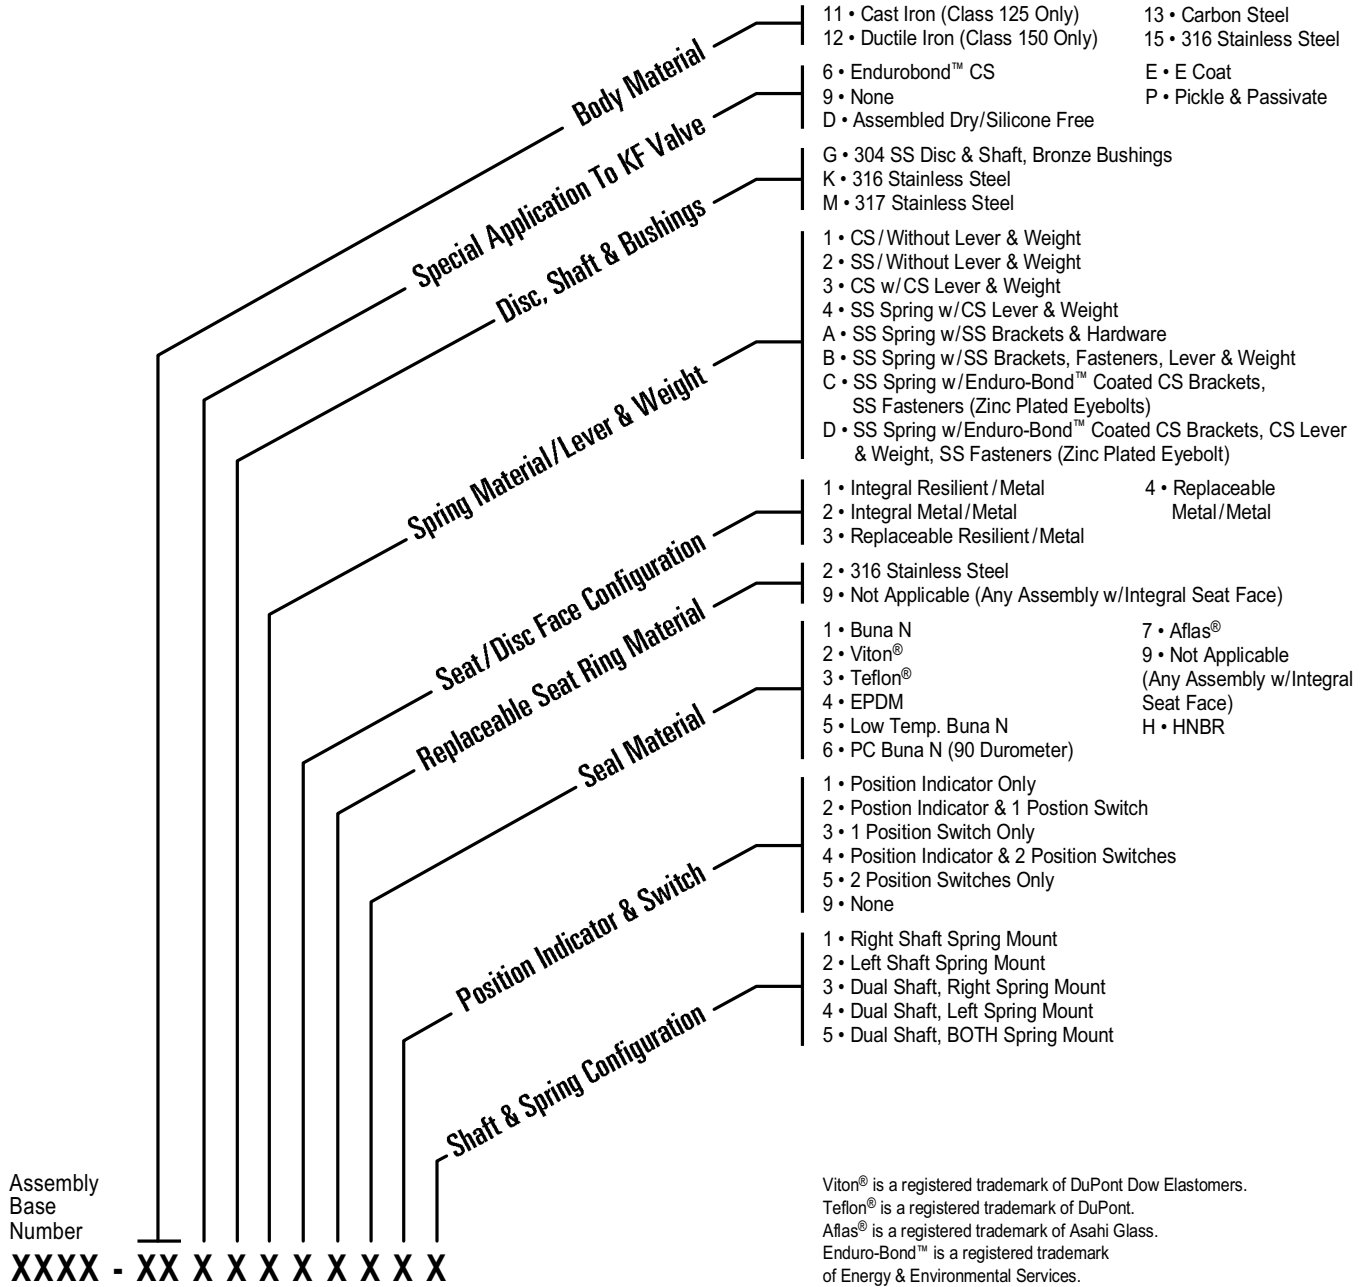 Body Material
11 • Cast Iron (Class 125 Only)
12 • Ductile Iron (Class 150 Only)
13 • Carbon Steel
15 • 316 Stainless Steel
Special Application To KF Valve
6 • Endurobond™ CS
9 • None
D • Assembled Dry/Silicone Free
E • E Coat
P • Pickle & Passivate
Disc, Shaft & Bushings
G • 304 SS Disc & Shaft, Bronze Bushings
K • 316 Stainless Steel
M • 317 Stainless Steel
Spring Material/Lever & Weight
1 • CS/Without Lever & Weight
2 • SS/Without Lever & Weight
3 • CS w/CS Lever & Weight
4 • SS Spring w/CS Lever & Weight
A • SS Spring w/SS Brackets & Hardware
B • SS Spring w/SS Brackets, Fasteners, Lever & Weight
C • SS Spring w/Enduro-Bond™ Coated CS Brackets,
SS Fasteners (Zinc Plated Eyebolts)
D • SS Spring w/Enduro-Bond™ Coated CS Brackets, CS Lever
& Weight, SS Fasteners (Zinc Plated Eyebolt)
Seat/Disc Face Configuration
1 • Integral Resilient/Metal
2 • Integral Metal/Metal
3 • Replaceable Resilient/Metal
4 • Replaceable
Metal/Metal
Replaceable Seat Ring Material
2 • 316 Stainless Steel
9 • Not Applicable (Any Assembly w/Integral Seat Face)
Seal Material
1 • Buna N
2 • Viton®
3 • Teflon®
4 • EPDM
5 • Low Temp. Buna N
6 • PC Buna N (90 Durometer)
7 • Aflas®
9 • Not Applicable
(Any Assembly w/Integral
Seat Face)
H • HNBR
Position Indicator & Switch
1 • Position Indicator Only
2 • Postion Indicator & 1 Postion Switch
3 • 1 Position Switch Only
4 • Position Indicator & 2 Position Switches
5 • 2 Position Switches Only
9 • None
Shaft & Spring Configuration
1 • Right Shaft Spring Mount
2 • Left Shaft Spring Mount
3 • Dual Shaft, Right Spring Mount
4 • Dual Shaft, Left Spring Mount
5 • Dual Shaft, BOTH Spring Mount
Assembly
Base
Number
XXXX - XX X X X X X X X X
Viton® is a registered trademark of DuPont Dow Elastomers.
Teflon® is a registered trademark of DuPont.
Aflas® is a registered trademark of Asahi Glass.
Enduro-Bond™ is a registered trademark
of Energy & Environmental Services.